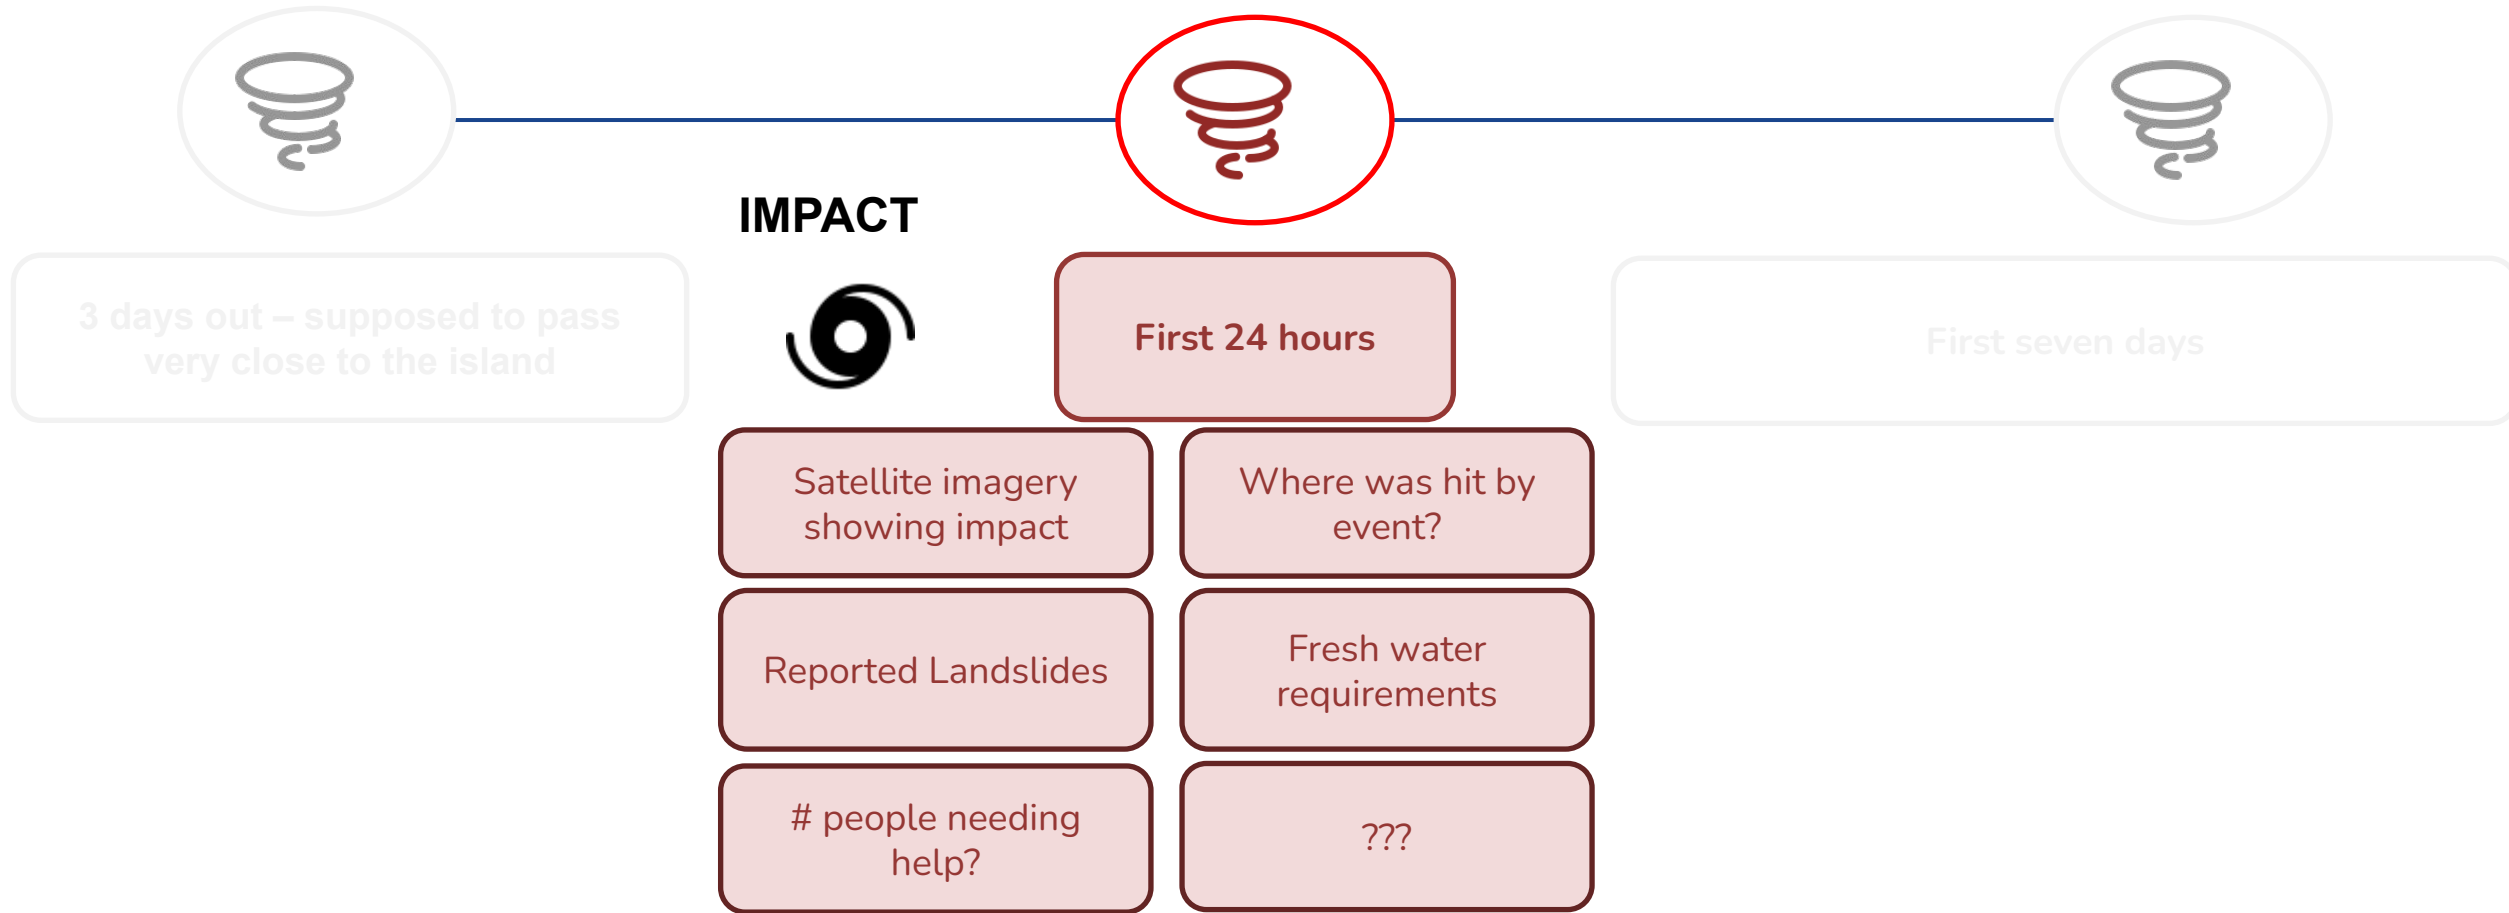 IMPACT
3 days out – supposed to pass
very close to the island
First 24 hours
First seven days
Satellite imagery
showing impact
Where was hit by
event?
Reported Landslides
Fresh water
requirements
# people needing
help?
???